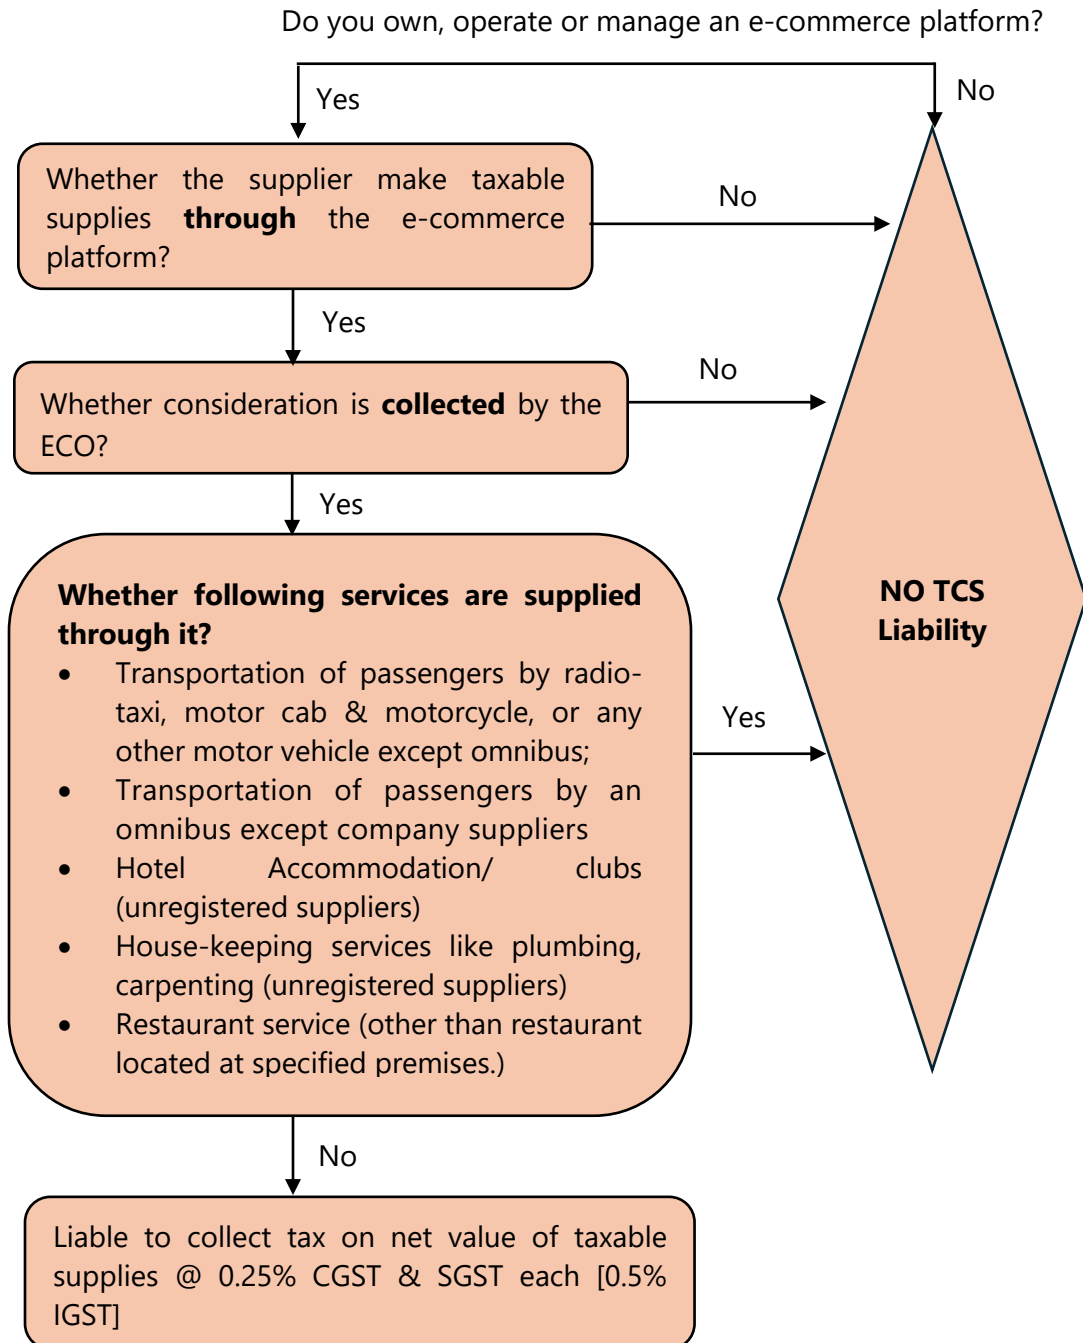 Do you own, operate or manage an e-commerce platform?
Yes
No
Whether the supplier make taxable
supplies through the e-commerce
platform?
No
Yes
Whether consideration is collected by the
ECO?
No
Yes
Whether following services are supplied
through it?
• Transportation of passengers by radio-
taxi, motor cab & motorcycle, or any
other motor vehicle except omnibus;
• Transportation of passengers by an
omnibus except company suppliers
• Hotel Accommodation/ clubs
(unregistered suppliers)
• House-keeping services like plumbing,
carpenting (unregistered suppliers)
• Restaurant service (other than restaurant
located at specified premises.)
Yes
NO TCS
Liability
No
Liable to collect tax on net value of taxable
supplies @ 0.25% CGST & SGST each [0.5%
IGST]